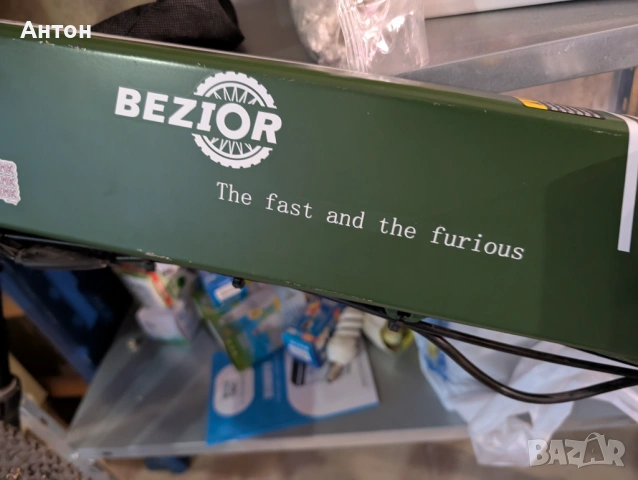 Антон
BEZIOR
The fast and the furious
BAZAR